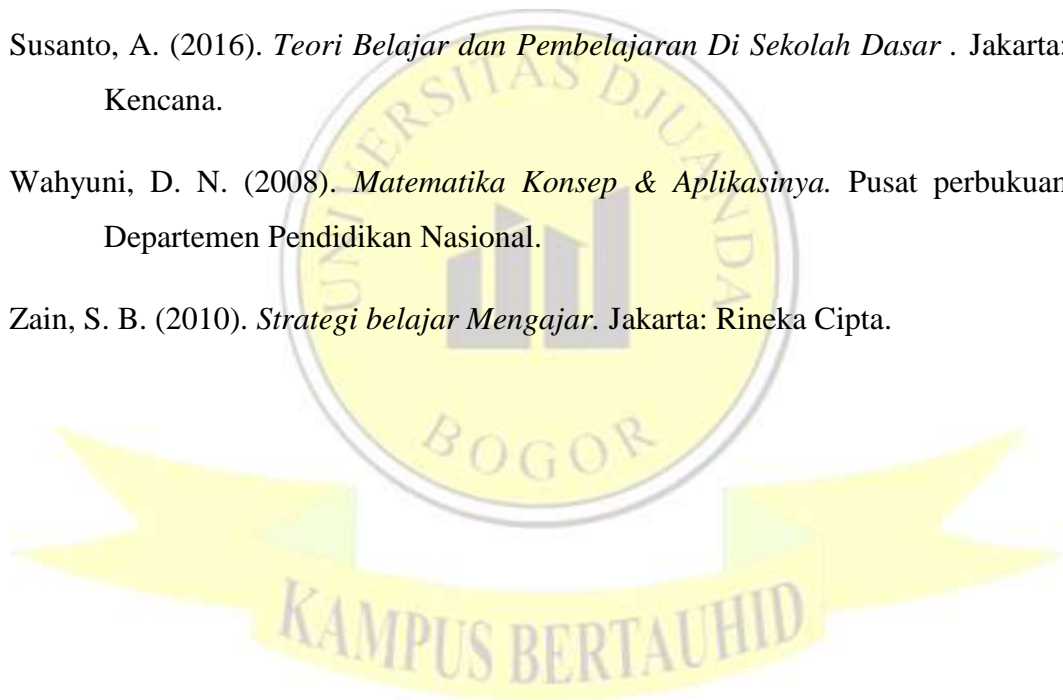 Susanto, A. (2016). Teori Belajar dan Pembelajaran Di Sekolah Dasar . Jakarta:
Kencana.
Wahyuni, D. N. (2008). Matematika Konsep & Aplikasinya. Pusat perbukuan
Departemen Pendidikan Nasional.
Zain, S. B. (2010). Strategi belajar Mengajar. Jakarta: Rineka Cipta.
UNIVERSITAS DJUANDA
BOGOR
KAMPUS BERTAUHID